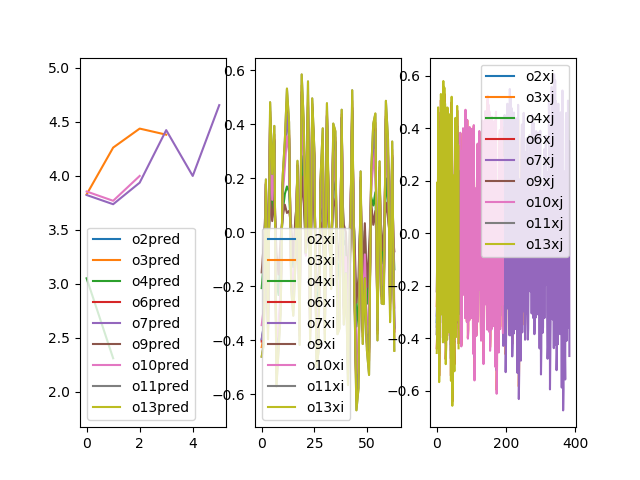 5.0
4.5
4.0
3.5
3.0
2.5
2.0
0
2
4
o2pred
o3pred
o4pred
o6pred
o7pred
o9pred
o10pred
o11pred
o13pred
0.6
0.4
0.2
0.0
−0.2
−0.4
−0.6
0
25
50
o2xi
o3xi
o4xi
o6xi
o7xi
o9xi
o10xi
o11xi
o13xi
0.6
0.4
0.2
0.0
−0.2
−0.4
−0.6
0
200
400
o2xj
o3xj
o4xj
o6xj
o7xj
o9xj
o10xj
o11xj
o13xj